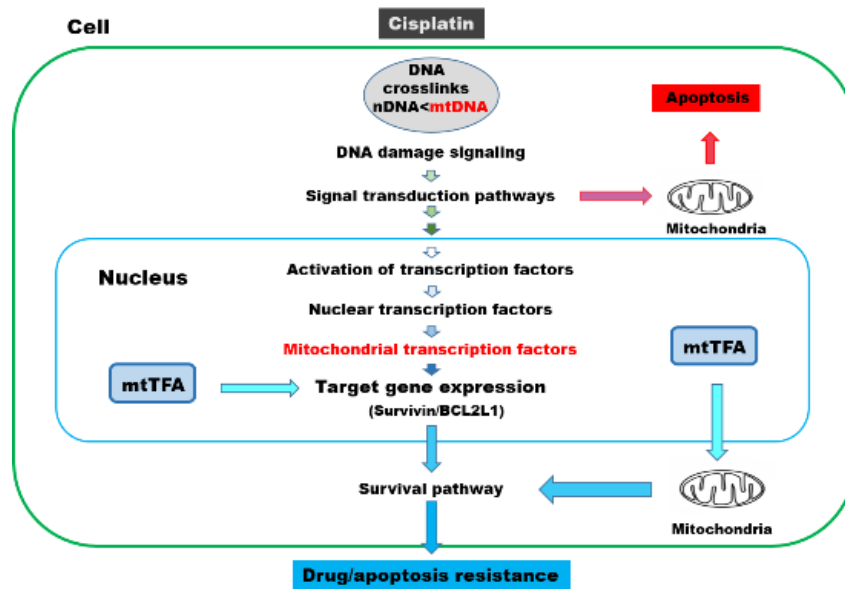 Cell
Cisplatin
DNA
crosslinks
nDNA<mtDNA
Apoptosis
DNA damage signaling
Signal transduction pathways
Mitochondria
Nucleus
Activation of transcription factors
Nuclear transcription factors
Mitochondrial transcription factors
mtTFA
mtTFA
Target gene expression
(Survivin/BCL2L1)
Survival pathway
Mitochondria
Drug/apoptosis resistance